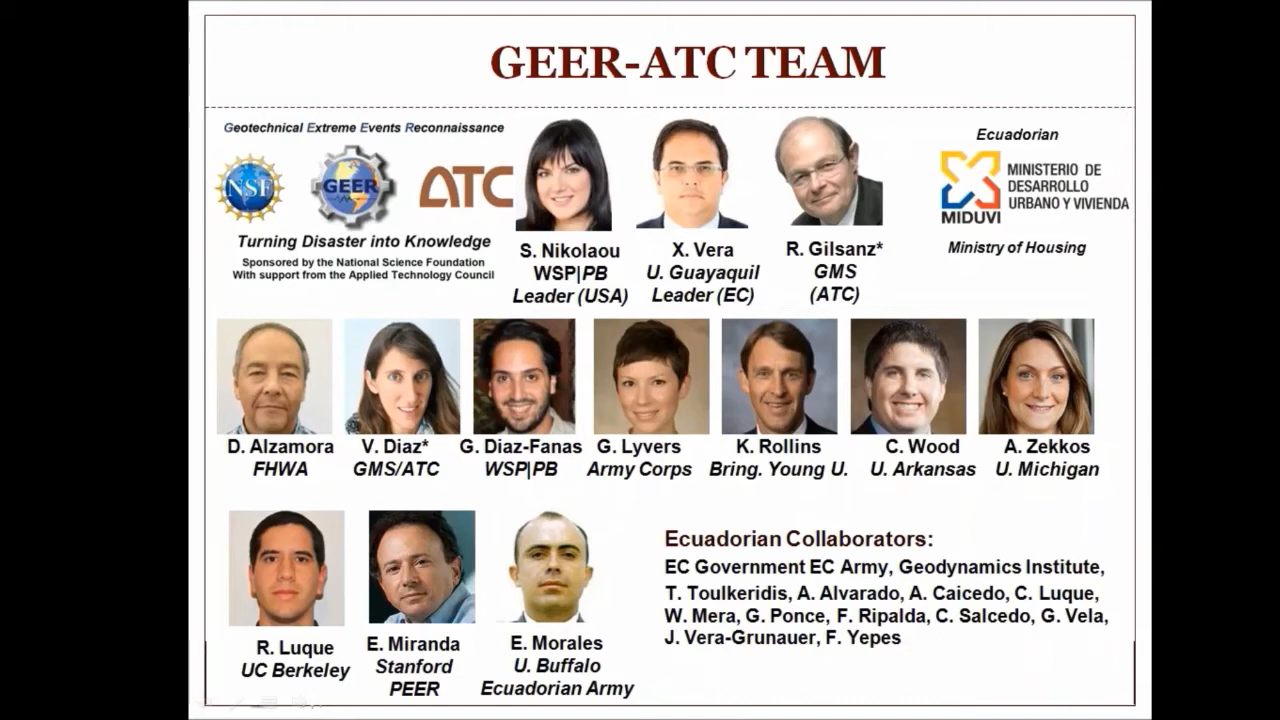 GEER-ATC TEAM
Geotechnical Extreme Events Reconnaissance
NSF
GEER
ATC
Turning Disaster into Knowledge
Sponsored by the National Science Foundation
With support from the Applied Technology Council
S. Nikolaou
WSP|PB
Leader (USA)
X. Vera
U. Guayaquil
Leader (EC)
R. Gilsanz*
GMS
(ATC)
Ecuadorian
MIDUVI
MINISTERIO DE
DESARROLLO
URBANO Y VIVIENDA
Ministry of Housing
D. Alzamora
FHWA
V. Diaz*
GMS/ATC
G. Diaz-Fanas
WSP|PB
G. Lyvers
Army Corps
K. Rollins
Bring. Young U.
C. Wood
U. Arkansas
A. Zekkos
U. Michigan
R. Luque
UC Berkeley
E. Miranda
Stanford
PEER
E. Morales
U. Buffalo
Ecuadorian Army
Ecuadorian Collaborators:
EC Government EC Army, Geodynamics Institute,
T. Toulkeridis, A. Alvarado, A. Caicedo, C. Luque,
W. Mera, G. Ponce, F. Ripalda, C. Salcedo, G. Vela,
J. Vera-Grunauer, F. Yepes